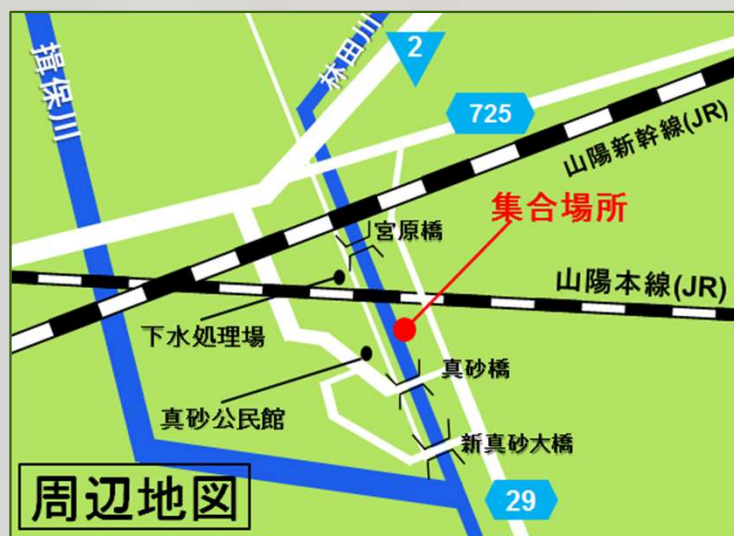 揖保川
林田川
2
725
山陽新幹線(JR)
集合場所
宮原橋
山陽本線(JR)
下水処理場
真砂橋
真砂公民館
新真砂大橋
周辺地図
29